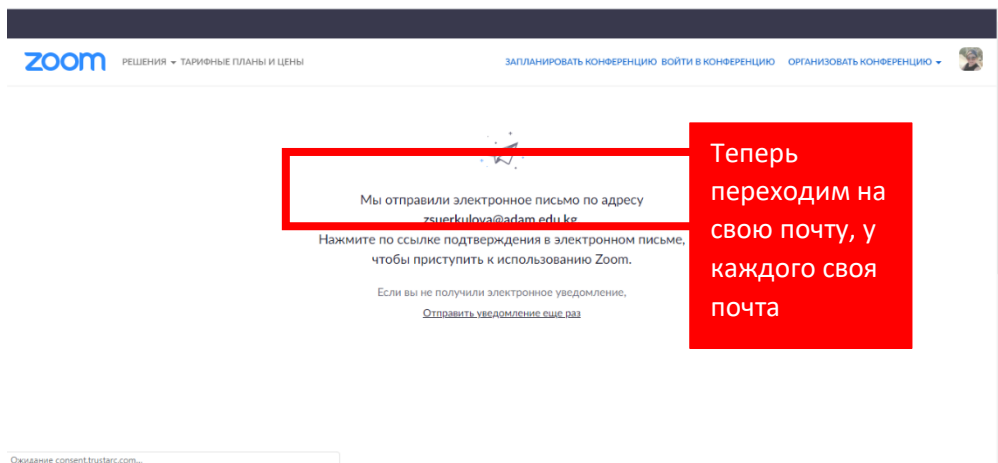 zoom РЕШЕНИЯ ТАРИФНЫЕ ПЛАНЫ И ЦЕНЫ ЗАПЛАНИРОВАТЬ КОНФЕРЕНЦИЮ ВОЙТИ В КОНФЕРЕНЦИЮ ОРГАНИЗОВАТЬ КОНФЕРЕНЦИЮ
Мы отправили электронное письмо по адресу
zsuerkulova@adam.edu.kg
Нажмите по ссылке подтверждения в электронном письме,
чтобы приступить к использованию Zoom.
Если вы не получили электронное уведомление,
Отправить уведомление еще раз
Теперь
переходим на
свою почту, у
каждого своя
почта
Ожидание consent.trustarc.com...